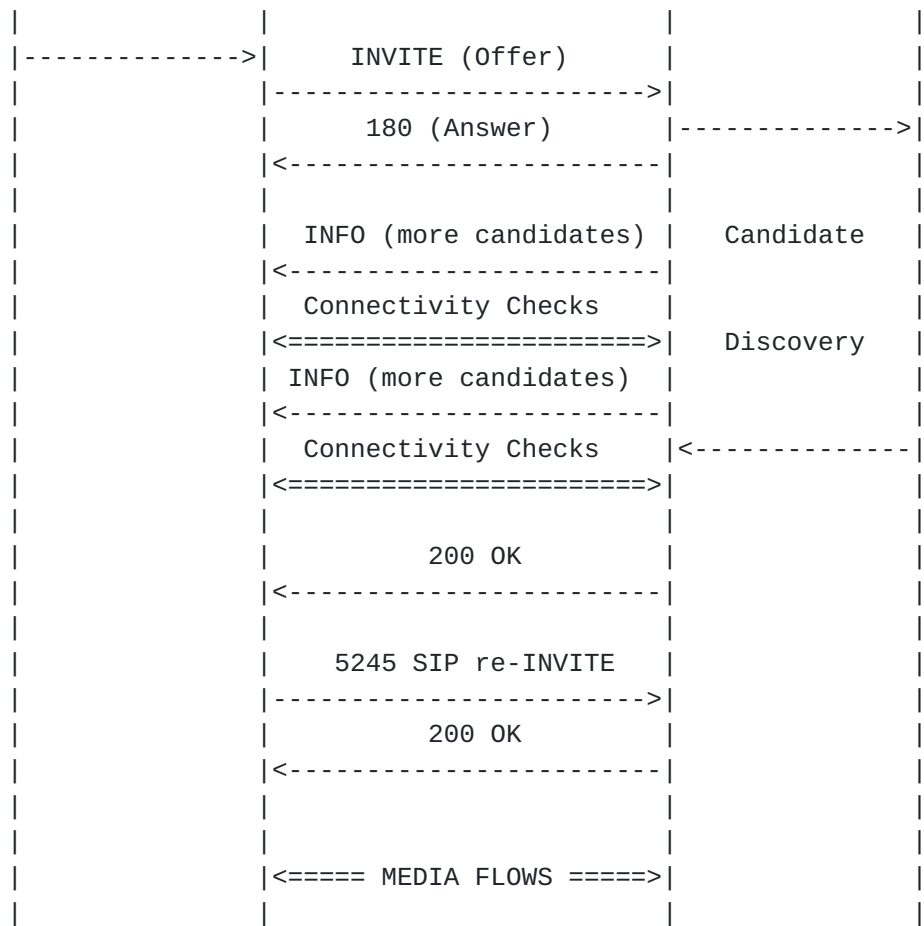 INVITE (Offer)
180 (Answer)
INFO (more candidates) Candidate
Connectivity Checks
Discovery
INFO (more candidates)
Connectivity Checks
200 OK
5245 SIP re-INVITE
200 OK
<===== MEDIA FLOWS =====>